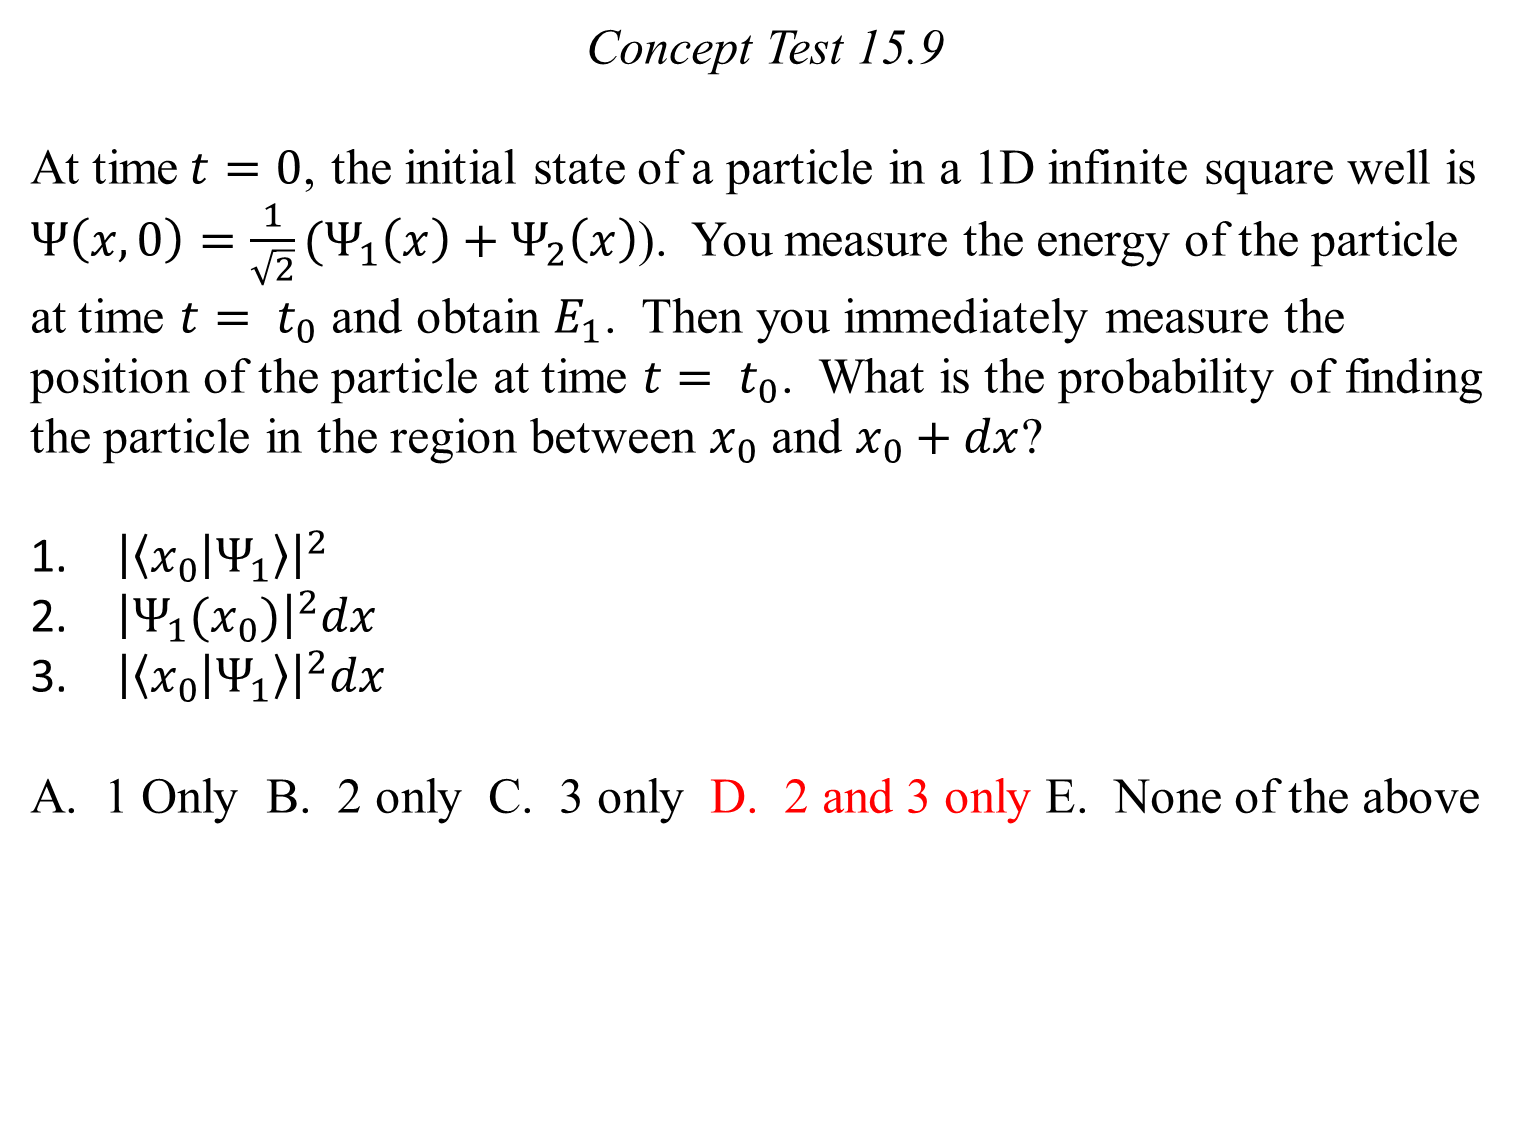 Concept Test 15.9
At time t = 0, the initial state of a particle in a 1D infinite square well is
Ψ(x, 0) = 1/√2 (Ψ₁(x) + Ψ₂(x)). You measure the energy of the particle
at time t = t₀ and obtain E₁. Then you immediately measure the
position of the particle at time t = t₀. What is the probability of finding
the particle in the region between x₀ and x₀ + dx?
1. |⟨x₀|Ψ₁⟩|²
2. |Ψ₁(x₀)|²dx
3. |⟨x₀|Ψ₁⟩|²dx
A. 1 Only B. 2 only C. 3 only D. 2 and 3 only E. None of the above